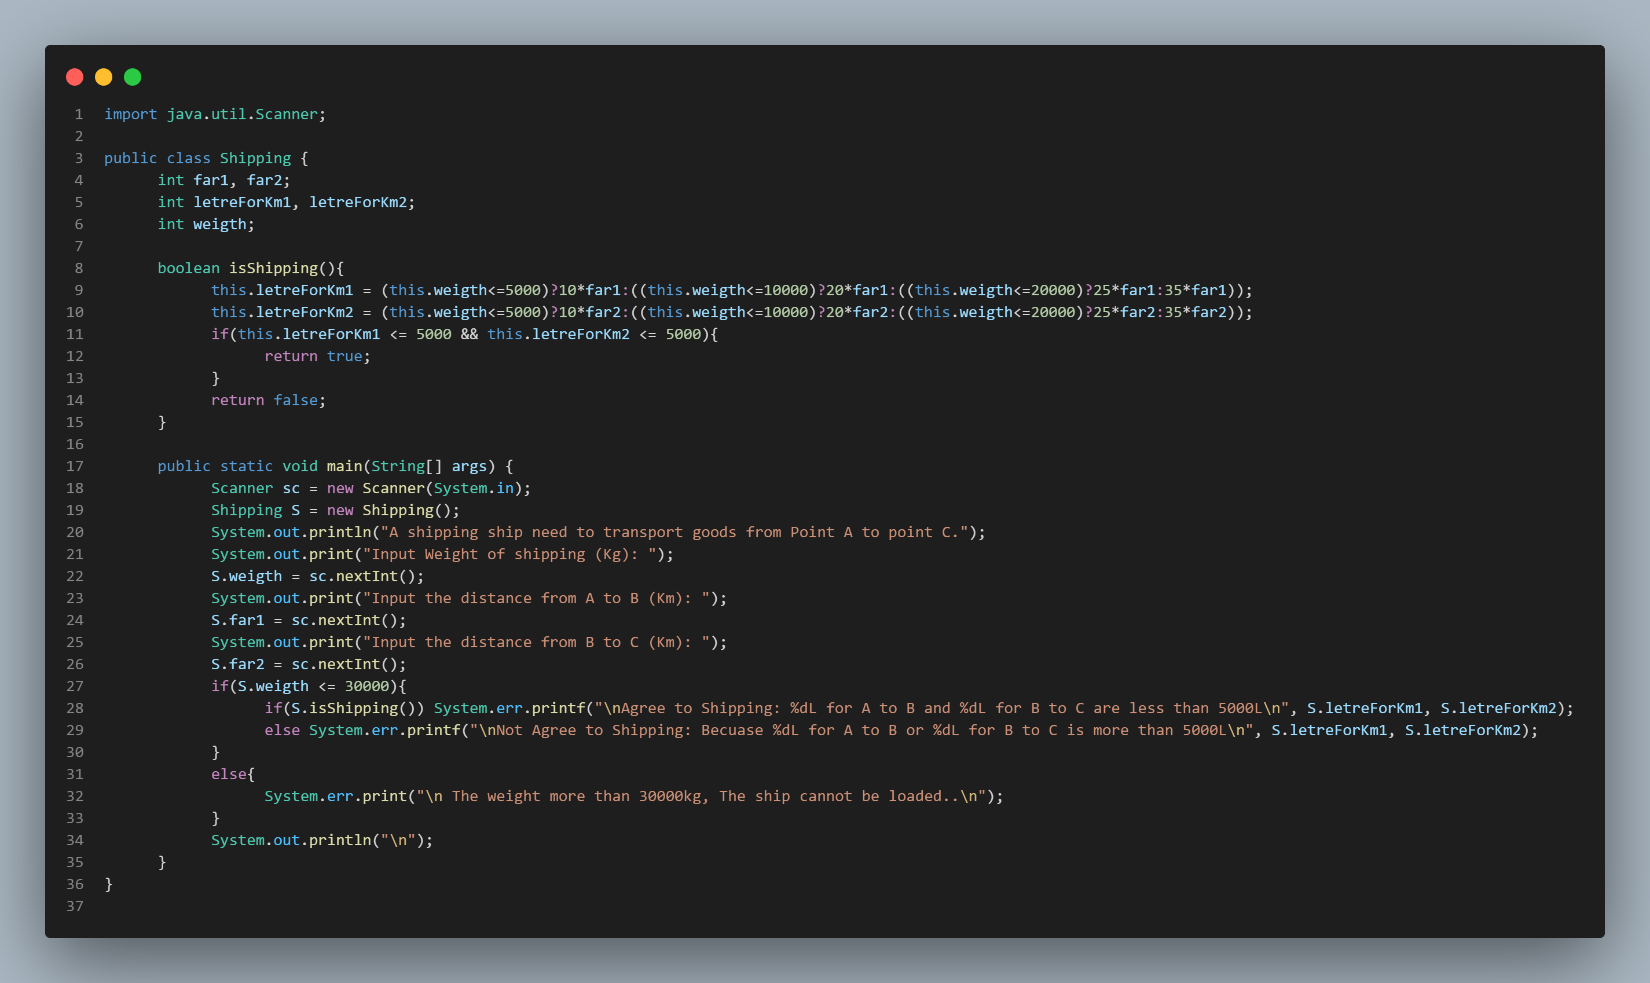 1 import java.util.Scanner;
2
3 public class Shipping {
4 int far1, far2;
5 int letreForKm1, letreForKm2;
6 int weigth;
7
8 boolean isShipping(){
9 this.letreForKm1 = (this.weigth<=5000)?10*far1:((this.weigth<=10000)?20*far1:((this.weigth<=20000)?25*far1:35*far1));
10 this.letreForKm2 = (this.weigth<=5000)?10*far2:((this.weigth<=10000)?20*far2:((this.weigth<=20000)?25*far2:35*far2));
11 if(this.letreForKm1 <= 5000 && this.letreForKm2 <= 5000){
12 return true;
13 }
14 return false;
15 }
16
17 public static void main(String[] args) {
18 Scanner sc = new Scanner(System.in);
19 Shipping S = new Shipping();
20 System.out.println("A shipping ship need to transport goods from Point A to point C.");
21 System.out.print("Input Weight of shipping (Kg): ");
22 S.weigth = sc.nextInt();
23 System.out.print("Input the distance from A to B (Km): ");
24 S.far1 = sc.nextInt();
25 System.out.print("Input the distance from B to C (Km): ");
26 S.far2 = sc.nextInt();
27 if(S.weigth <= 30000){
28 if(S.isShipping()) System.err.printf("\nAgree to Shipping: %dL for A to B and %dL for B to C are less than 5000L\n", S.letreForKm1, S.letreForKm2);
29 else System.err.printf("\nNot Agree to Shipping: Becuase %dL for A to B or %dL for B to C is more than 5000L\n", S.letreForKm1, S.letreForKm2);
30 }
31 else{
32 System.err.print("\n The weight more than 30000kg, The ship cannot be loaded..\n");
33 }
34 System.out.println("\n");
35 }
36 }
37